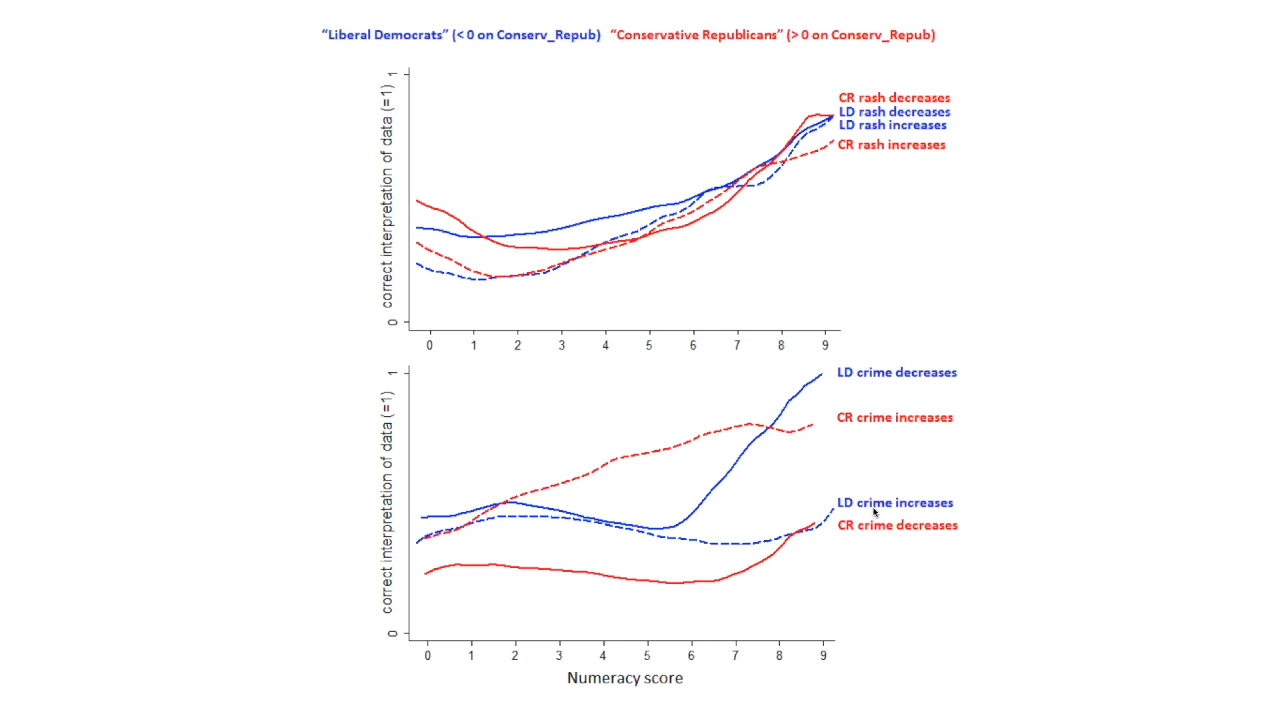 “Liberal Democrats” (< 0 on Conserv_Repub) “Conservative Republicans” (> 0 on Conserv_Repub)
correct interpretation of data (=1)
1
0
CR rash decreases
LD rash decreases
LD rash increases
CR rash increases
0 1 2 3 4 5 6 7 8 9
correct interpretation of data (=1)
1
0
LD crime decreases
CR crime increases
LD crime increases
CR crime decreases
0 1 2 3 4 5 6 7 8 9
Numeracy score